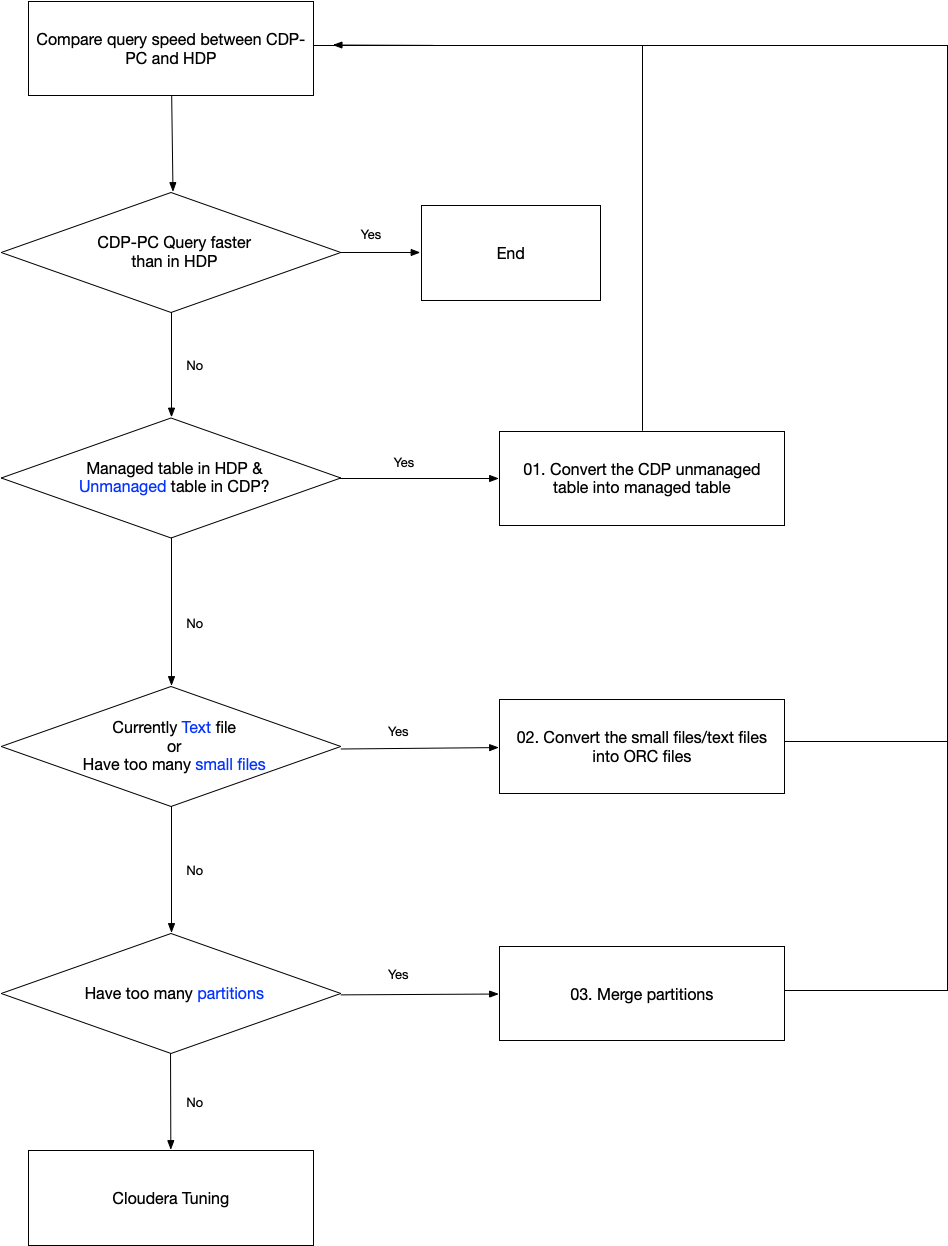 Compare query speed between CDP-
PC and HDP
CDP-PC Query faster
than in HDP
Yes
End
No
Managed table in HDP &
Unmanaged table in CDP?
Yes
01. Convert the CDP unmanaged
table into managed table
No
Currently Text file
or
Have too many small files
Yes
02. Convert the small files/text files
into ORC files
No
Have too many partitions
Yes
03. Merge partitions
No
Cloudera Tuning